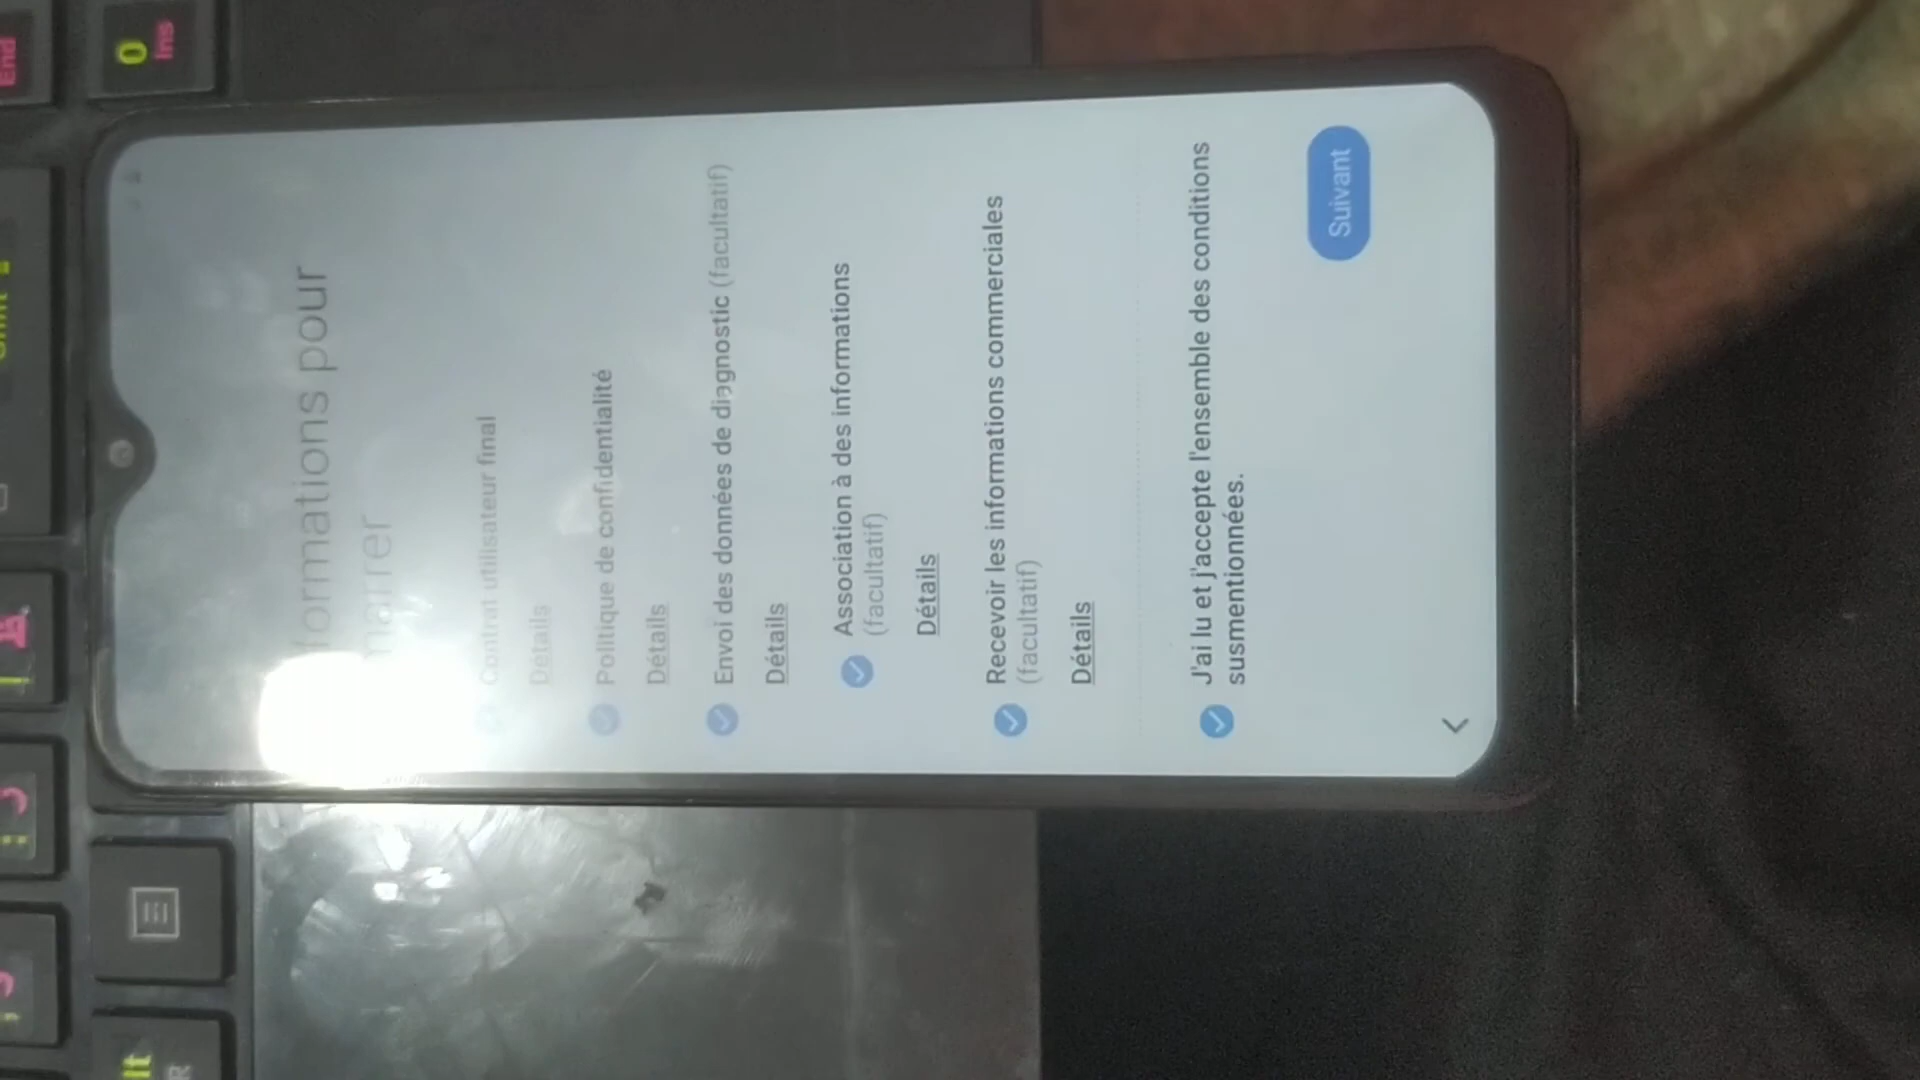 formations pour
marrer
Contrat utilisateur final
Détails
Politique de confidentialité
Détails
Envoi des données de diagnostic (facultatif)
Détails
Association à des informations
(facultatif)
Détails
Recevoir les informations commerciales
(facultatif)
Détails
J'ai lu et j'accepte l'ensemble des conditions
susmentionnées.
Suivant
End
0
Ins